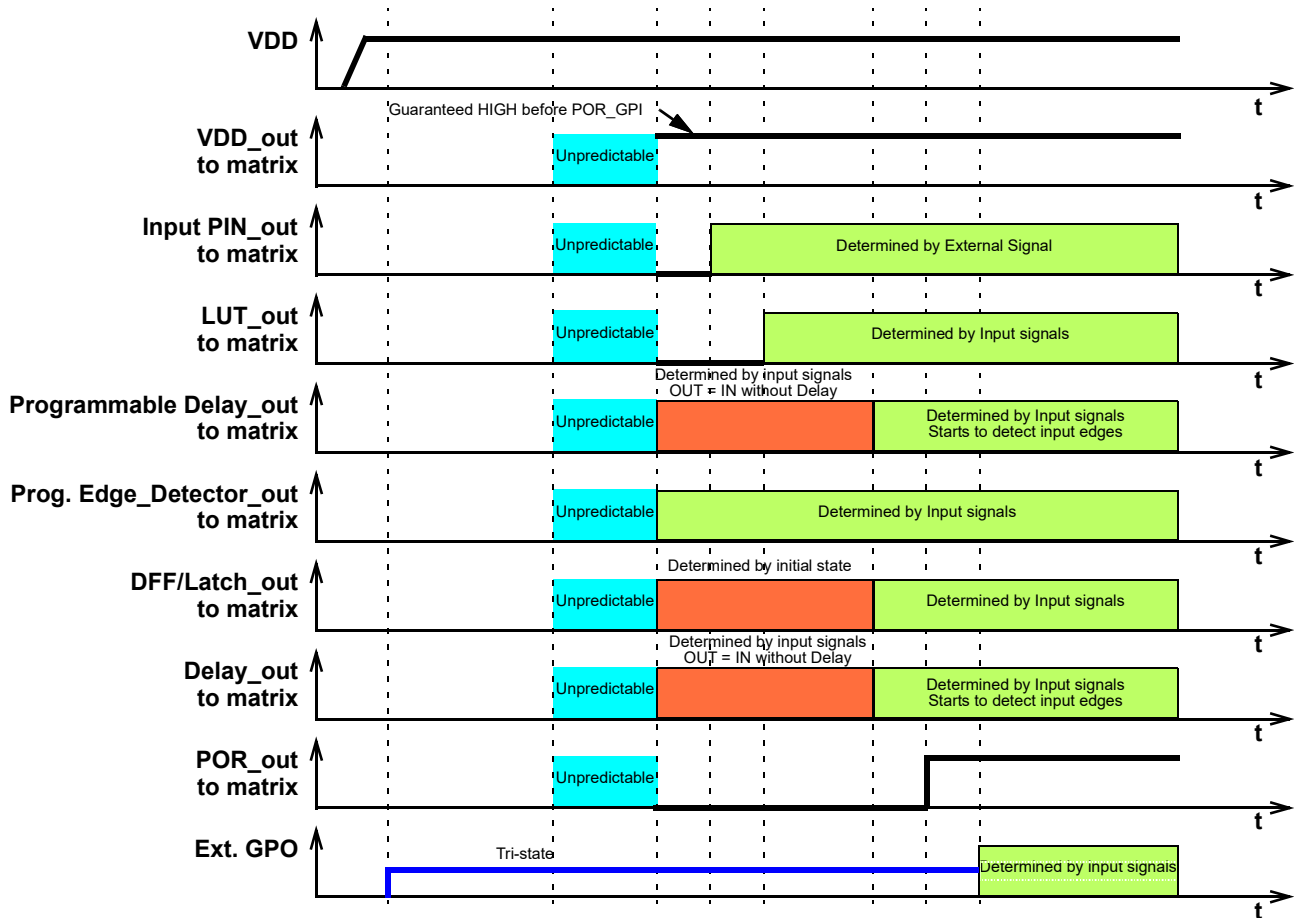 VDD
t
Guaranteed HIGH before POR_GPI
VDD_out
to matrix
Unpredictable
t
Input PIN_out
to matrix
Unpredictable
Determined by External Signal
t
LUT_out
to matrix
Unpredictable
Determined by Input signals
t
Determined by input signals
OUT = IN without Delay
Programmable Delay_out
to matrix
Unpredictable
Determined by Input signals
Starts to detect input edges
t
Prog. Edge_Detector_out
to matrix
Unpredictable
Determined by Input signals
t
Determined by initial state
DFF/Latch_out
to matrix
Unpredictable
Determined by Input signals
t
Determined by input signals
OUT = IN without Delay
Delay_out
to matrix
Unpredictable
Determined by Input signals
Starts to detect input edges
t
POR_out
to matrix
Unpredictable
t
Ext. GPO
Tri-state
Determined by input signals
t